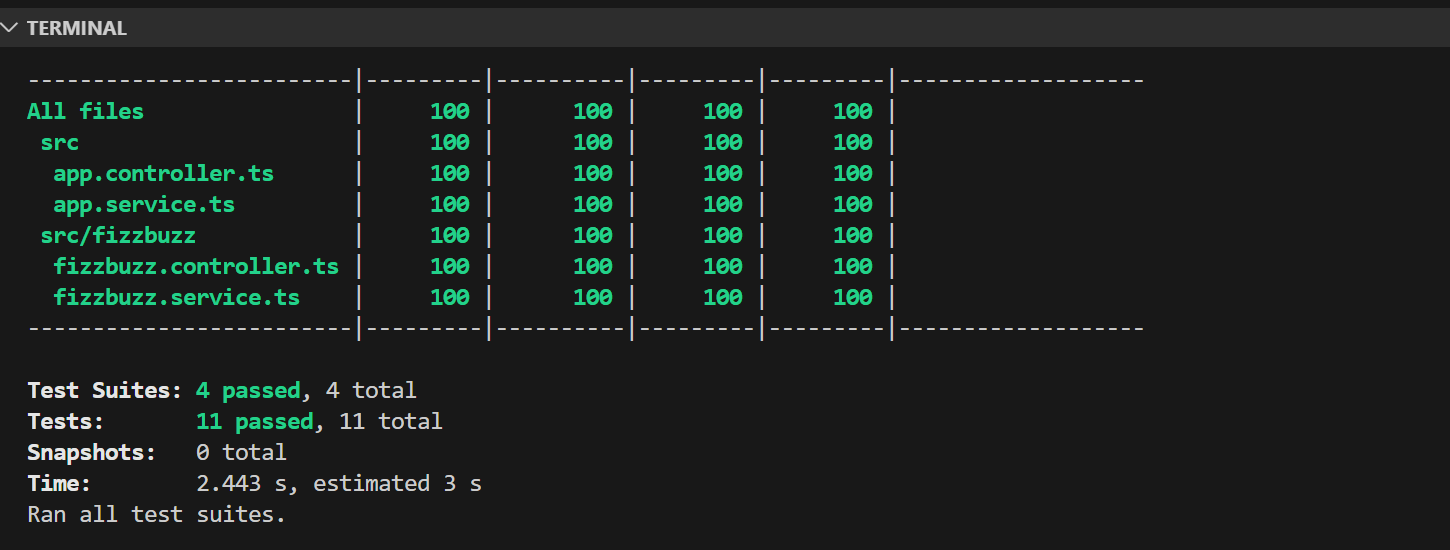 TERMINAL
-------------------------|---------|----------|---------|---------|-------------------
All files                |     100 |      100 |     100 |     100 |
 src                     |     100 |      100 |     100 |     100 |
  app.controller.ts      |     100 |      100 |     100 |     100 |
  app.service.ts         |     100 |      100 |     100 |     100 |
 src/fizzbuzz            |     100 |      100 |     100 |     100 |
  fizzbuzz.controller.ts |     100 |      100 |     100 |     100 |
  fizzbuzz.service.ts    |     100 |      100 |     100 |     100 |
-------------------------|---------|----------|---------|---------|-------------------
Test Suites: 4 passed, 4 total
Tests:       11 passed, 11 total
Snapshots:   0 total
Time:        2.443 s, estimated 3 s
Ran all test suites.